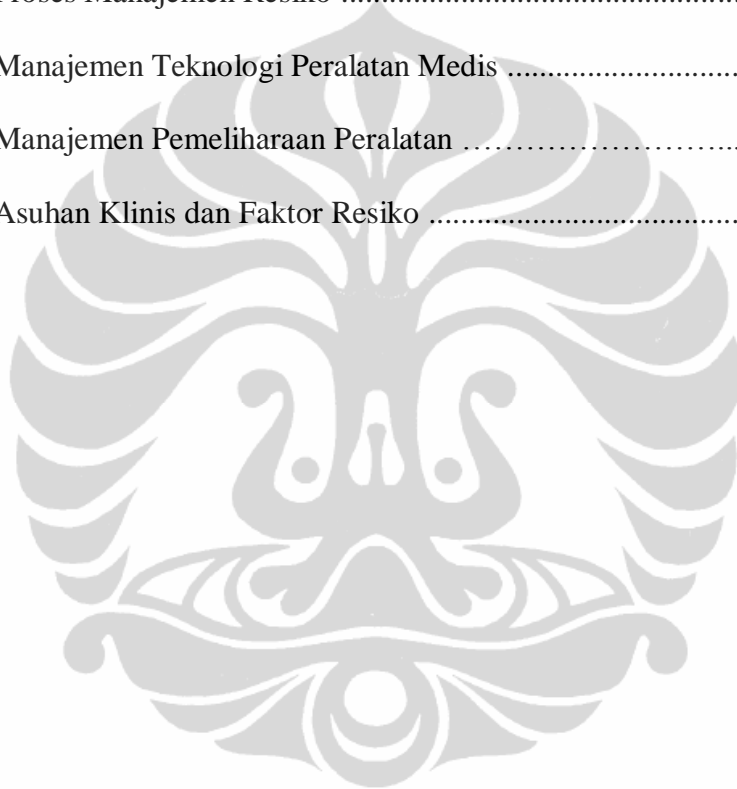 Proses Manajemen Resiko ............................................
Manajemen Teknologi Peralatan Medis ............................
Manajemen Pemeliharaan Peralatan ……………………...
Asuhan Klinis dan Faktor Resiko ...................................